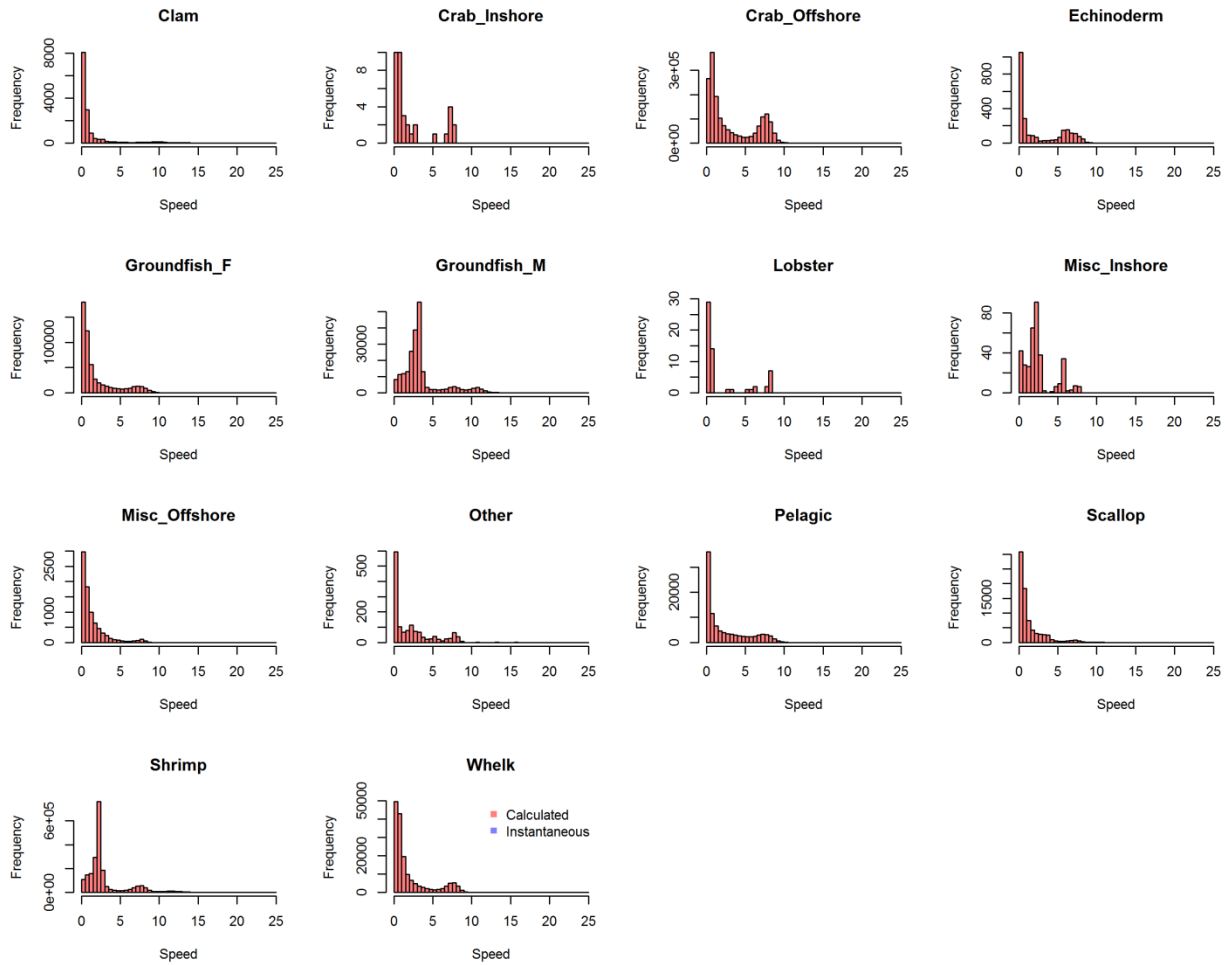 Clam
Frequency
0 4000 8000
0 5 10 15 20 25
Speed
Crab_Inshore
Frequency
0 4 8
0 5 10 15 20 25
Speed
Crab_Offshore
Frequency
0e+00 3e+05
0 5 10 15 20 25
Speed
Echinoderm
Frequency
0 400 1000
0 5 10 15 20 25
Speed
Groundfish_F
Frequency
0 100000
0 5 10 15 20 25
Speed
Groundfish_M
Frequency
0 30000
0 5 10 15 20 25
Speed
Lobster
Frequency
0 5 10 20 30
0 5 10 15 20 25
Speed
Misc_Inshore
Frequency
0 40 80
0 5 10 15 20 25
Speed
Misc_Offshore
Frequency
0 1000 2500
0 5 10 15 20 25
Speed
Other
Frequency
0 200 600
0 5 10 15 20 25
Speed
Pelagic
Frequency
0 20000
0 5 10 15 20 25
Speed
Scallop
Frequency
0 15000
0 5 10 15 20 25
Speed
Shrimp
Frequency
0e+00 6e+05
0 5 10 15 20 25
Speed
Whelk
Frequency
0 20000 50000
Calculated
Instantaneous
0 5 10 15 20 25
Speed